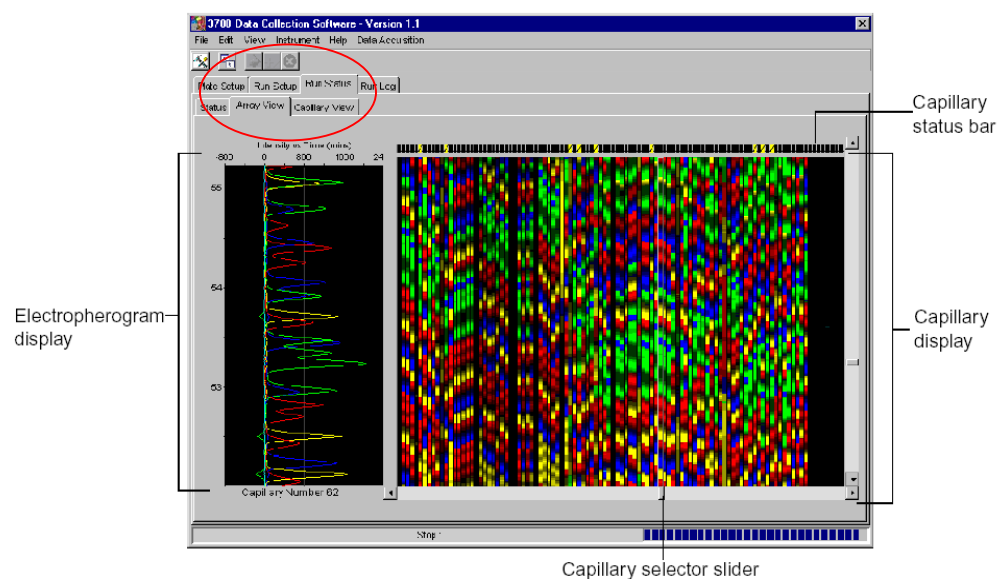 3700 Data Collection Software - Version 1.1
File Edit View Instrument Help Data Acquisition
Plate Setup Run Setup Run Status Run Log
Status Array View Capillary View
Capillary
status bar
Intensity vs Time (mins)
-800 0 800 1600 24
55
54
Electropherogram
display
Capillary
display
53
Capillary Number 62
Stop
Capillary selector slider